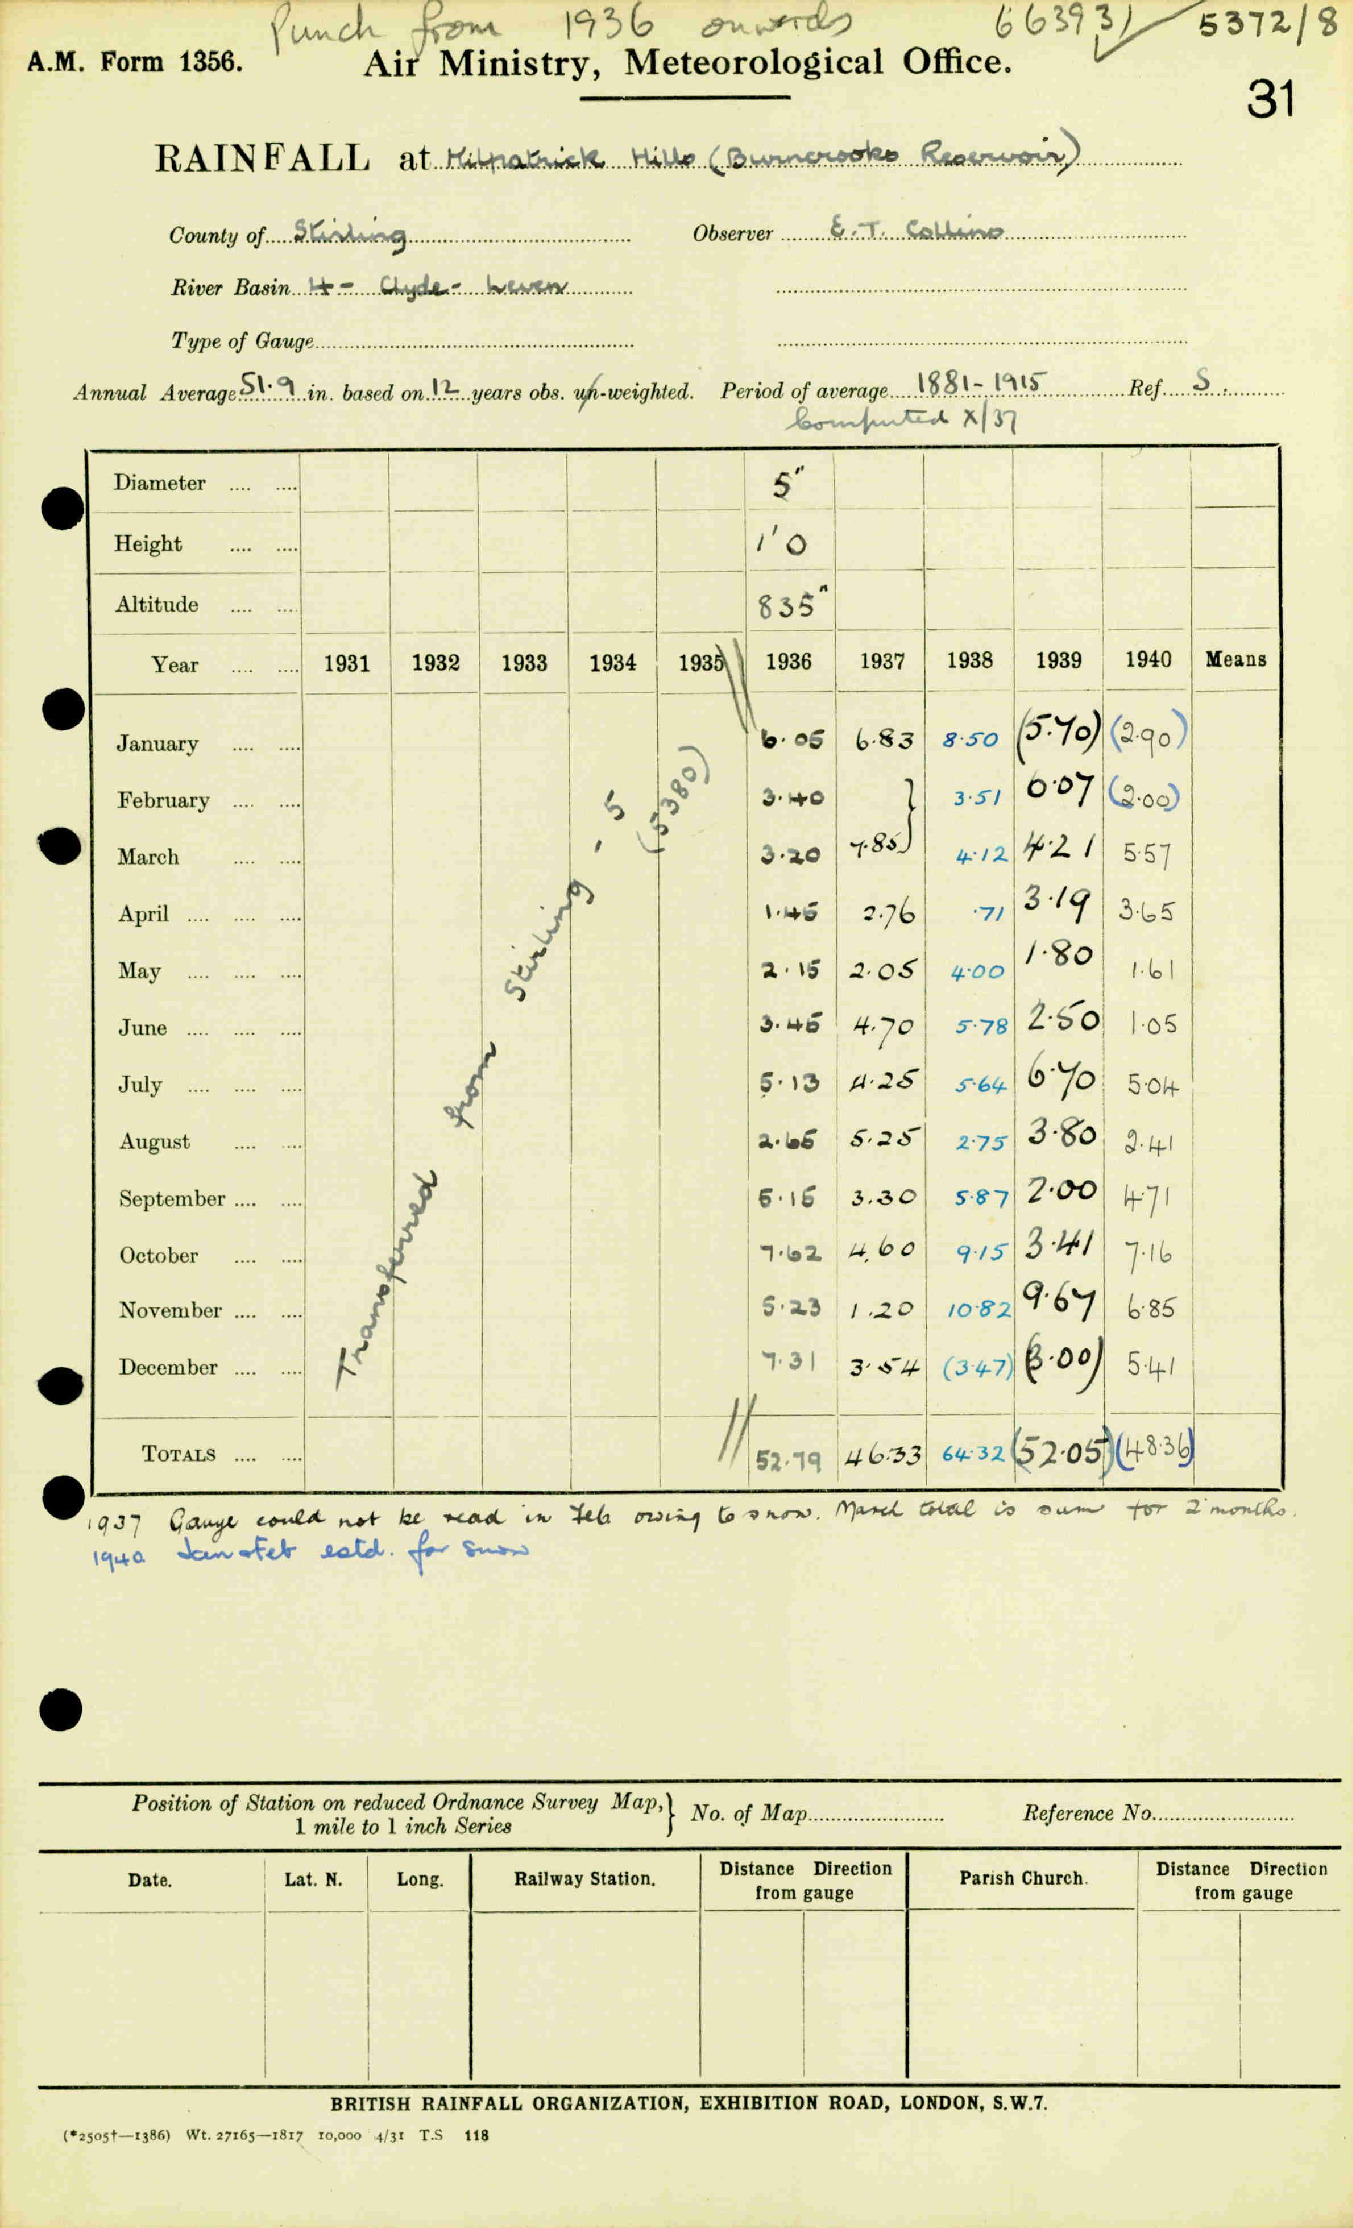 Punch from 1936 onwards 663931 5372/8
A.M. Form 1356. Air Ministry, Meteorological Office.
31
RAINFALL at Kilpatrick Hills (Burncrooks Reservoir)
County of Stirling Observer E.T. Collins
River Basin 4 - Clyde - Leven
Type of Gauge
Annual Average 51.9 in. based on 12 years obs. un-weighted. Period of average 1881-1915 Ref. S.
Computed X/37
Diameter .... .... 5"
Height .... .... 1'0
Altitude .... .... 835"
Year .... .... 1931 1932 1933 1934 1935 1936 1937 1938 1939 1940 Means
January .... .... 6.05 6.83 8.50 (5.70) (2.90)
February .... .... 3.40 } 3.51 6.07 (2.00)
March .... .... 3.20 7.85 4.12 4.21 5.57
April .... .... .... 1.45 2.76 .71 3.19 3.65
May .... .... .... 2.15 2.05 4.00 1.80 1.61
June .... .... .... 3.45 4.70 5.78 2.50 1.05
July .... .... .... 5.13 4.25 5.64 6.70 5.04
August .... .... 2.65 5.25 2.75 3.80 2.41
September .... .... 5.15 3.30 5.87 2.00 4.71
October .... .... 7.62 4.60 9.15 3.41 7.16
November .... .... 5.23 1.20 10.82 9.67 6.85
December .... .... 7.31 3.54 (3.47) (3.00) 5.41
TOTALS .... .... 52.79 46.33 64.32 (52.05) (48.36)
Transferred from Stirling - 5
(5380)
1937 Gauge could not be read in Feb owing to snow. March total is sum for 2 months.
1940 Jan & Feb estd. for snow
Position of Station on reduced Ordnance Survey Map, } No. of Map Reference No.
1 mile to 1 inch Series
Date. Lat. N. Long. Railway Station. Distance Direction from gauge Parish Church. Distance Direction from gauge
BRITISH RAINFALL ORGANIZATION, EXHIBITION ROAD, LONDON, S.W.7.
(*2505†—1386) Wt. 27165—1817 10,000 4/31 T.S 118